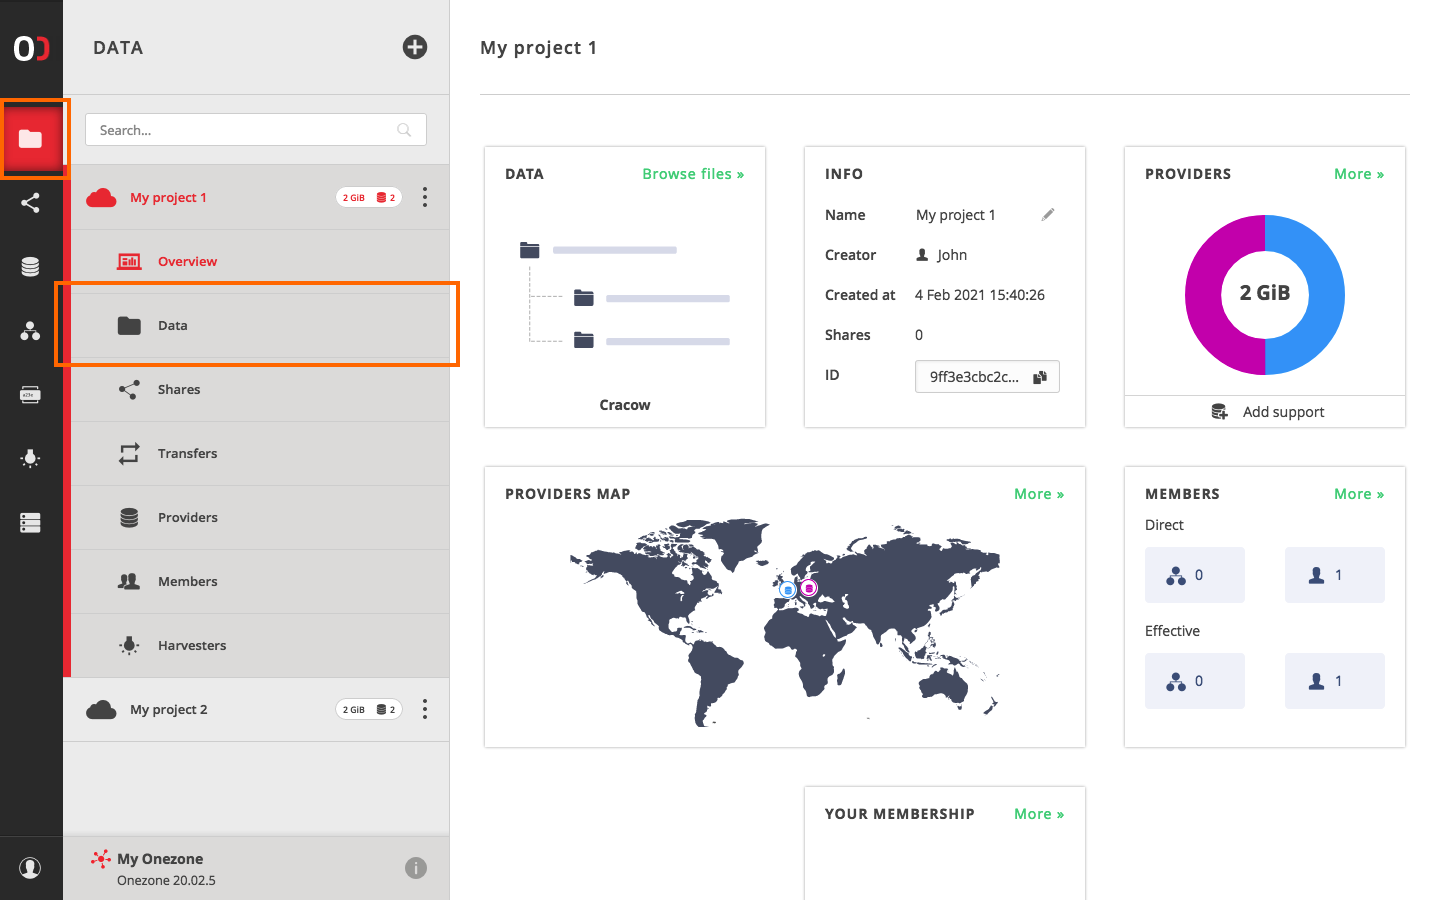 DATA
Search...
My project 1
2 GiB 2
Overview
Data
Shares
Transfers
Providers
Members
Harvesters
My project 2
2 GiB 2
My Onezone
Onezone 20.02.5
My project 1
DATA
Browse files »
Cracow
INFO
Name My project 1
Creator John
Created at 4 Feb 2021 15:40:26
Shares 0
ID 9ff3e3cbc2c...
PROVIDERS
More »
2 GiB
Add support
PROVIDERS MAP
More »
MEMBERS
More »
Direct
0 1
Effective
0 1
YOUR MEMBERSHIP
More »